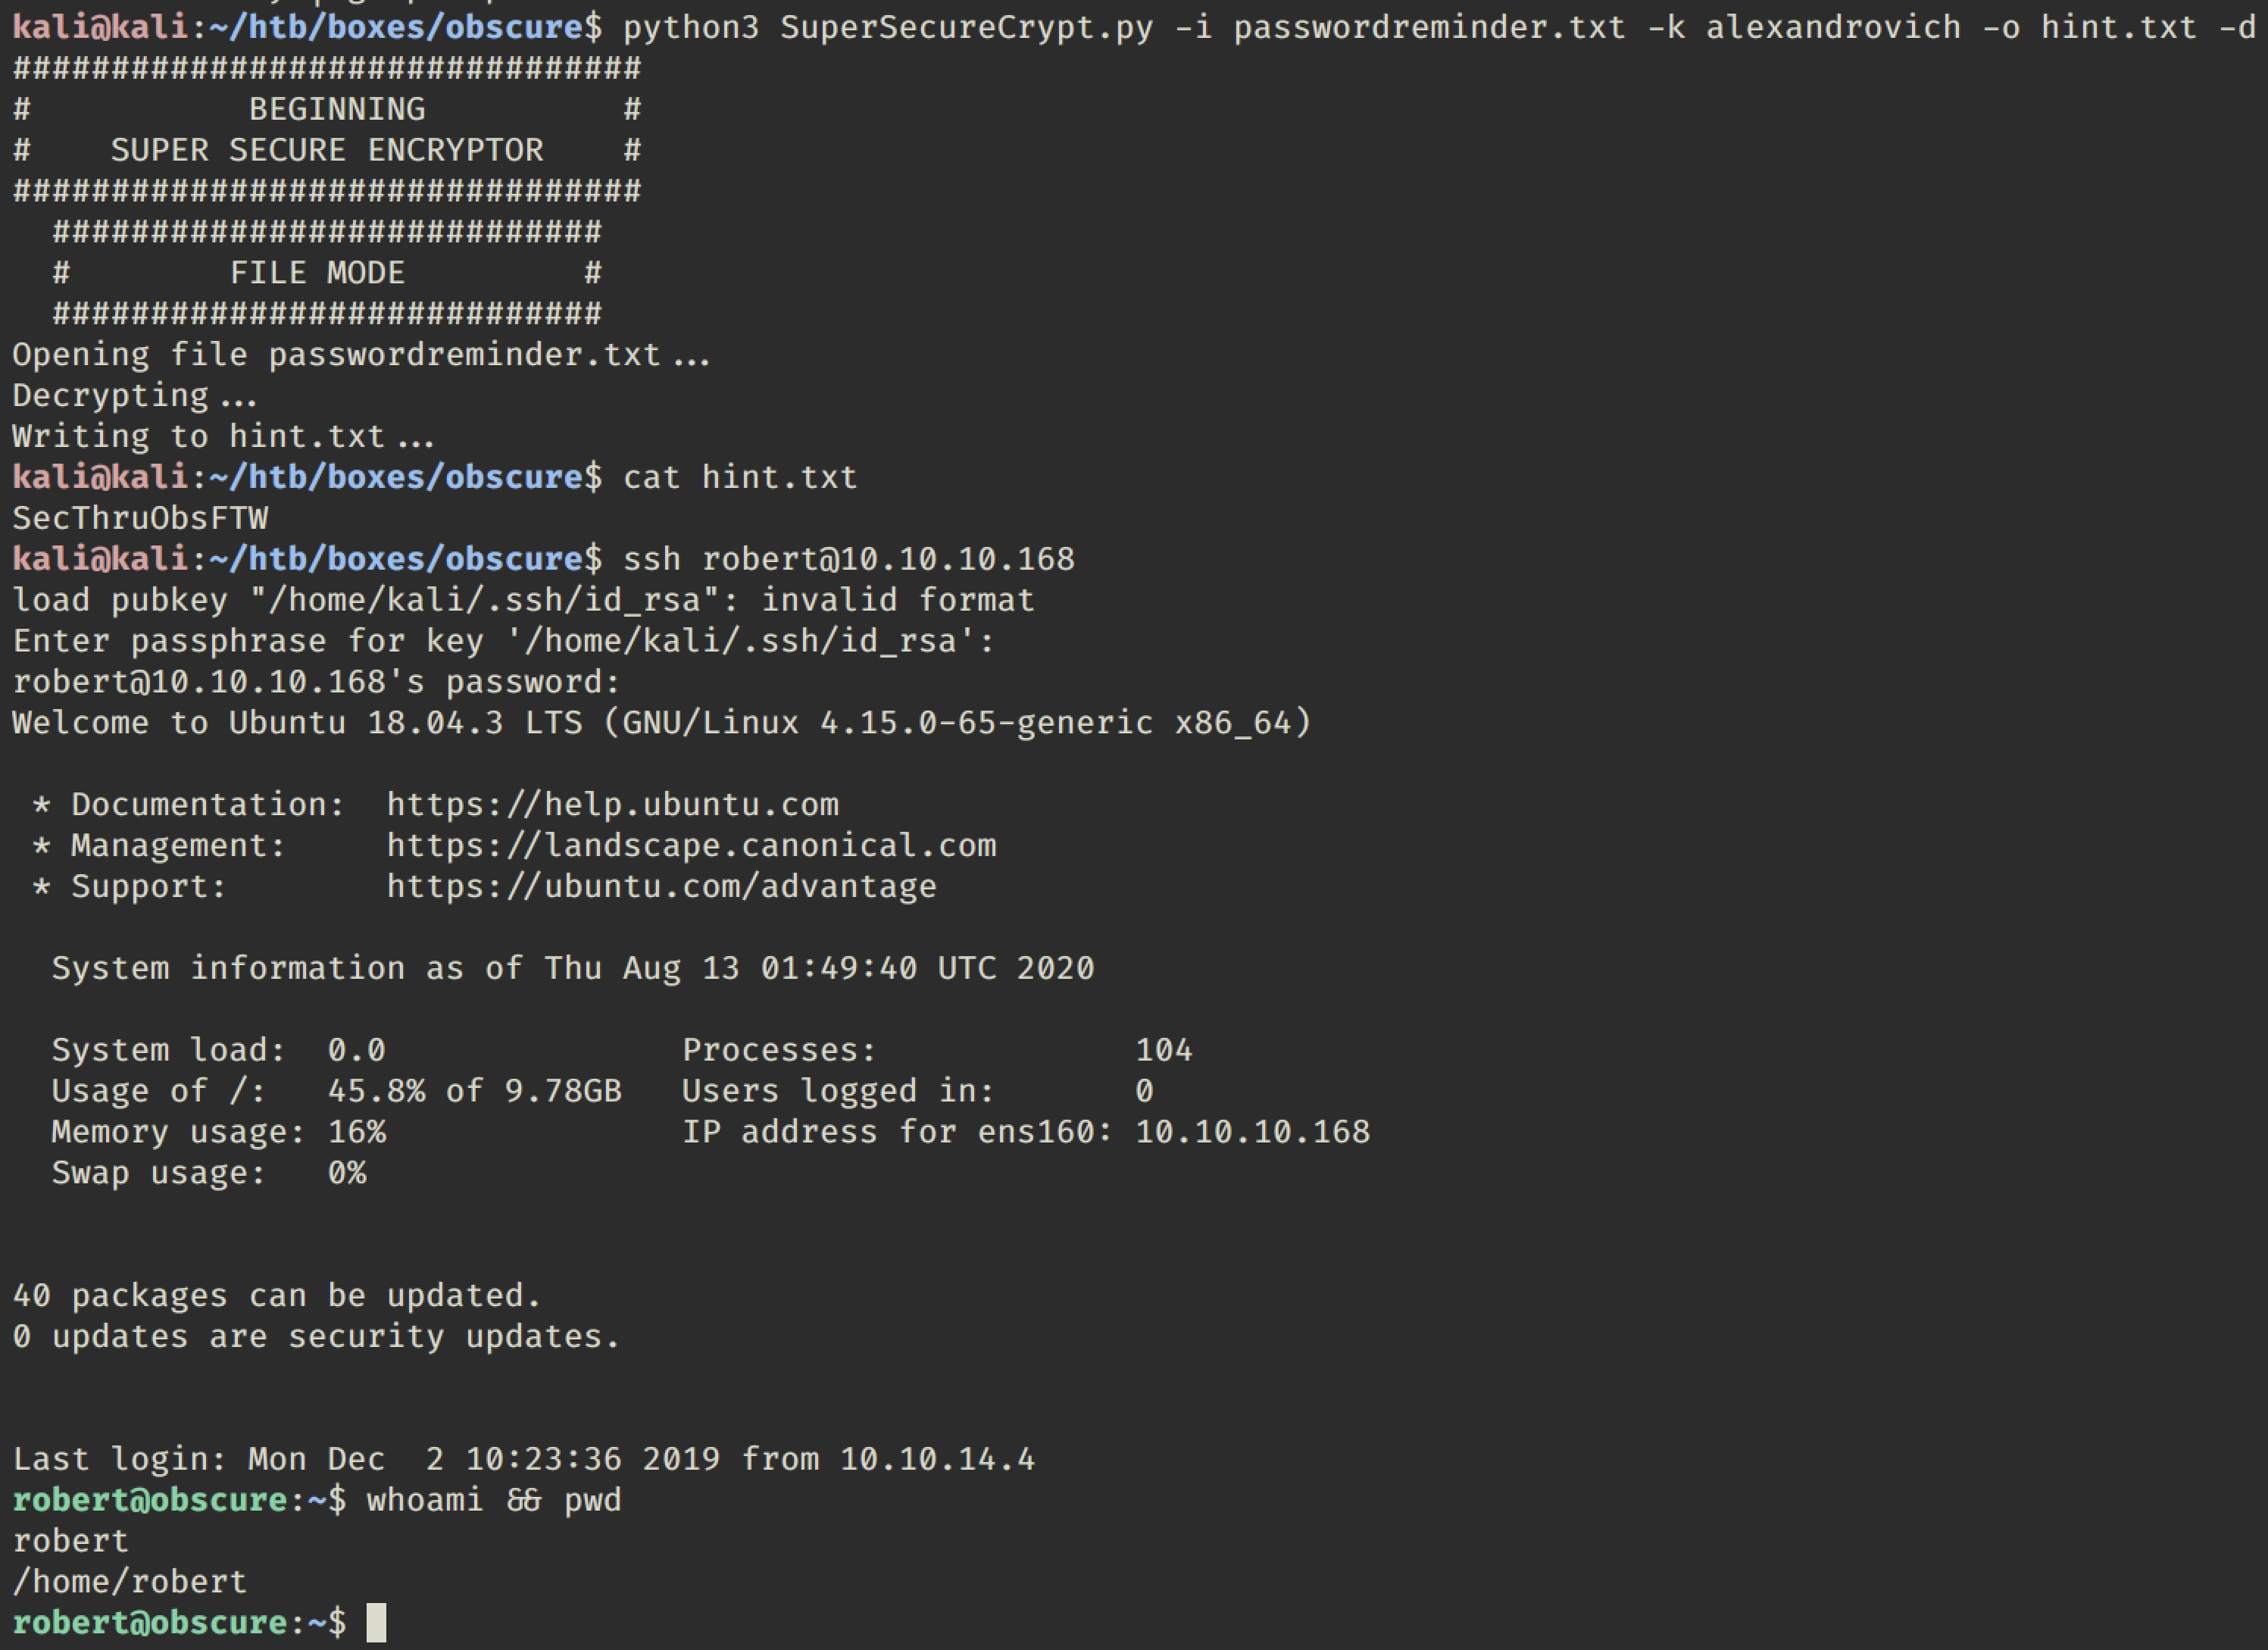 kali@kali:~/htb/boxes/obscure$ python3 SuperSecureCrypt.py -i passwordreminder.txt -k alexandrovich -o hint.txt -d
################################
#           BEGINNING          #
#    SUPER SECURE ENCRYPTOR    #
################################
  ############################
  #        FILE MODE         #
  ############################
Opening file passwordreminder.txt...
Decrypting...
Writing to hint.txt...
kali@kali:~/htb/boxes/obscure$ cat hint.txt
SecThruObsFTW
kali@kali:~/htb/boxes/obscure$ ssh robert@10.10.10.168
load pubkey "/home/kali/.ssh/id_rsa": invalid format
Enter passphrase for key '/home/kali/.ssh/id_rsa':
robert@10.10.10.168's password:
Welcome to Ubuntu 18.04.3 LTS (GNU/Linux 4.15.0-65-generic x86_64)

 * Documentation:  https://help.ubuntu.com
 * Management:     https://landscape.canonical.com
 * Support:        https://ubuntu.com/advantage

  System information as of Thu Aug 13 01:49:40 UTC 2020

  System load:  0.0               Processes:             104
  Usage of /:   45.8% of 9.78GB   Users logged in:       0
  Memory usage: 16%               IP address for ens160: 10.10.10.168
  Swap usage:   0%


40 packages can be updated.
0 updates are security updates.


Last login: Mon Dec  2 10:23:36 2019 from 10.10.14.4
robert@obscure:~$ whoami && pwd
robert
/home/robert
robert@obscure:~$